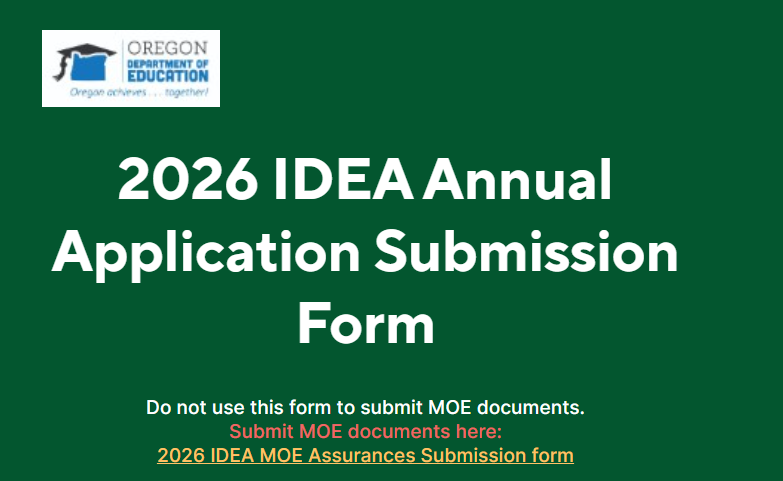 OREGON
DEPARTMENT OF
EDUCATION
Oregon achieves . . . together!
2026 IDEA Annual
Application Submission
Form
Do not use this form to submit MOE documents.
Submit MOE documents here:
2026 IDEA MOE Assurances Submission form